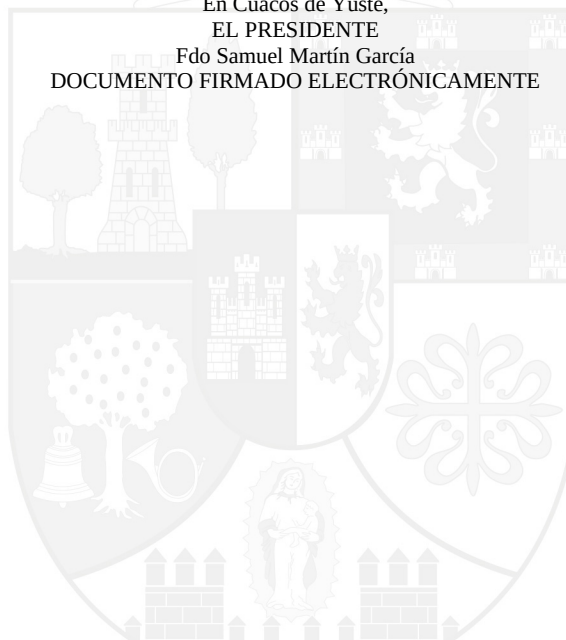 En Cuacos de Yuste,
EL PRESIDENTE
Fdo Samuel Martín García
DOCUMENTO FIRMADO ELECTRÓNICAMENTE